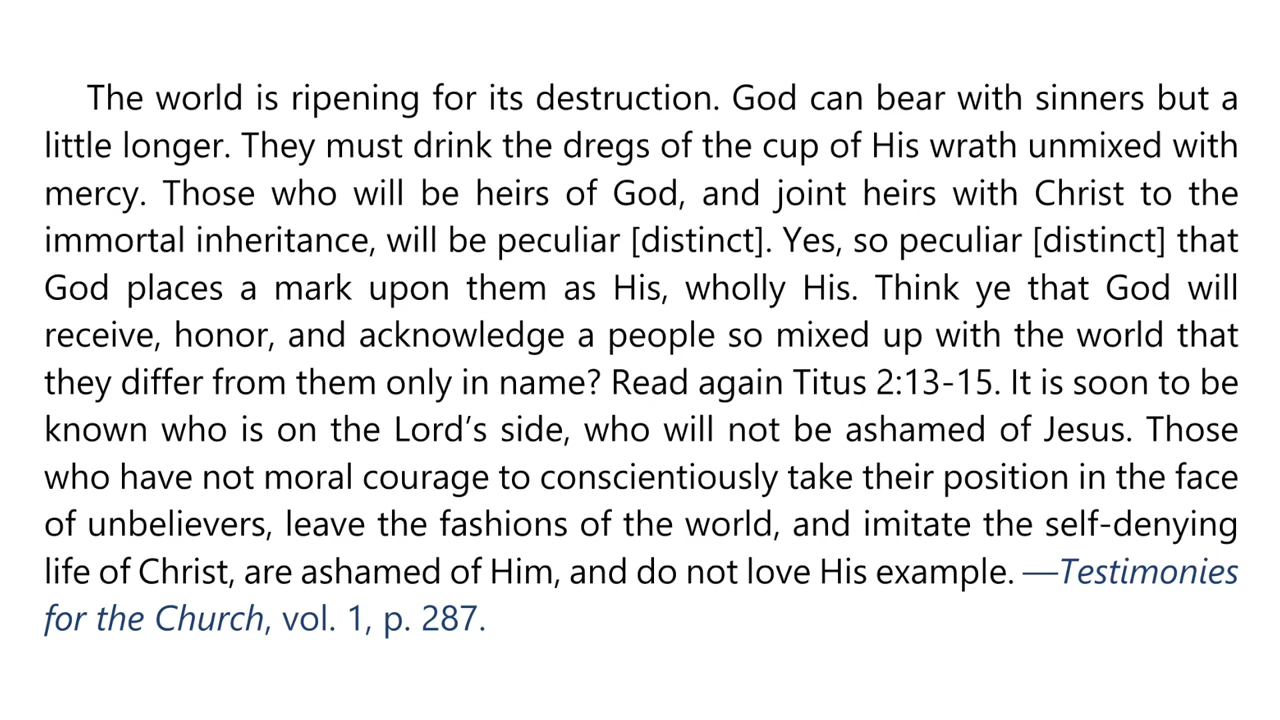 The world is ripening for its destruction. God can bear with sinners but a
little longer. They must drink the dregs of the cup of His wrath unmixed with
mercy. Those who will be heirs of God, and joint heirs with Christ to the
immortal inheritance, will be peculiar [distinct]. Yes, so peculiar [distinct] that
God places a mark upon them as His, wholly His. Think ye that God will
receive, honor, and acknowledge a people so mixed up with the world that
they differ from them only in name? Read again Titus 2:13-15. It is soon to be
known who is on the Lord’s side, who will not be ashamed of Jesus. Those
who have not moral courage to conscientiously take their position in the face
of unbelievers, leave the fashions of the world, and imitate the self-denying
life of Christ, are ashamed of Him, and do not love His example. —Testimonies
for the Church, vol. 1, p. 287.